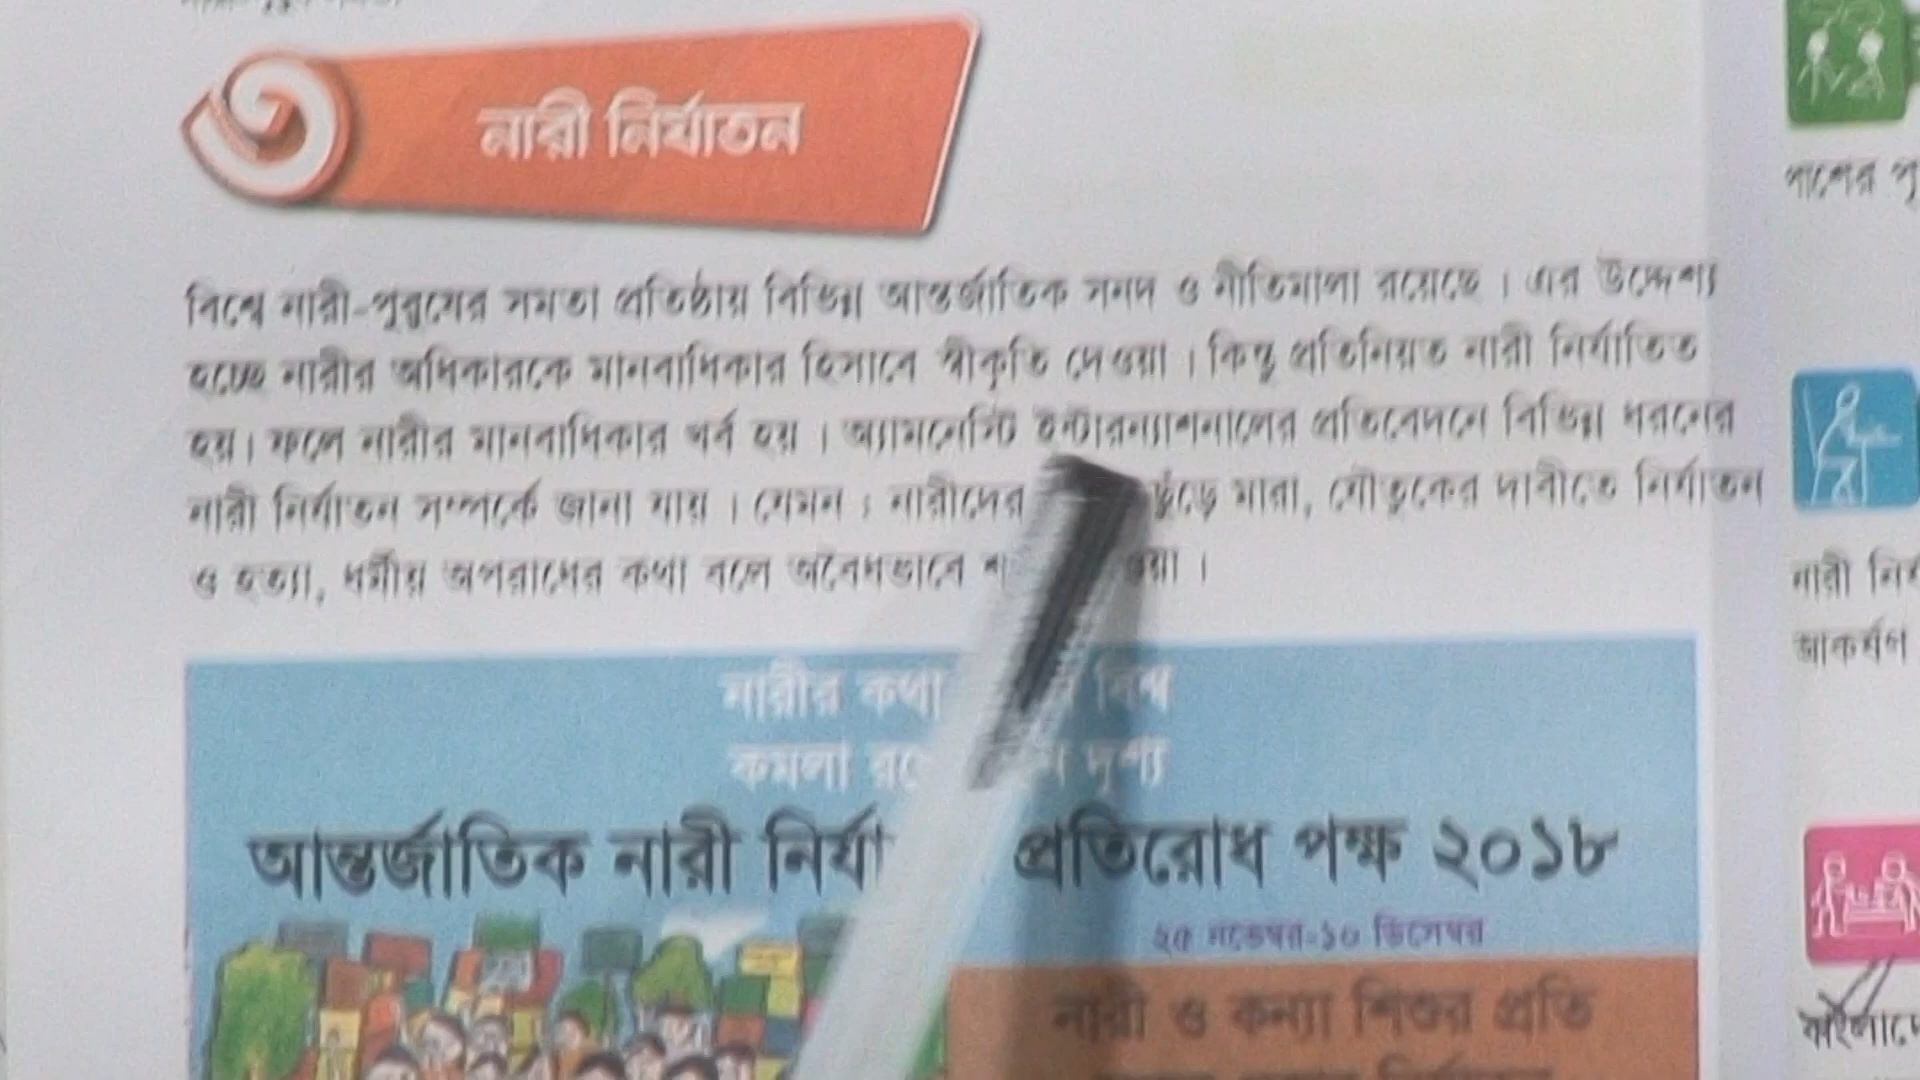 ৩ নারী নির্যাতন
বিশ্বে নারী-পুরুষের সমতা প্রতিষ্ঠায় বিভিন্ন আন্তর্জাতিক সনদ ও নীতিমালা রয়েছে । এর উদ্দেশ্য
হচ্ছে নারীর অধিকারকে মানবাধিকার হিসাবে স্বীকৃতি দেওয়া । কিন্তু প্রতিনিয়ত নারী নির্যাতিত
হয়। ফলে নারীর মানবাধিকার খর্ব হয় । অ্যামনেস্টি ইন্টারন্যাশনালের প্রতিবেদনে বিভিন্ন ধরনের
নারী নির্যাতন সম্পর্কে জানা যায় । যেমন : নারীদের ছুঁড়ে মারা, যৌতুকের দাবীতে নির্যাতন
ও হত্যা, ধর্মীয় অপরাধের কথা বলে অবৈধভাবে
নারীর কথা বিশ্ব
কমলা দৃশ্য
আন্তর্জাতিক নারী প্রতিরোধ পক্ষ ২০১৮
২৫ নভেম্বর-১০ ডিসেম্বর
নারী ও কন্যা শিশুর প্রতি
পাশের
নারী
আকর্ষণ